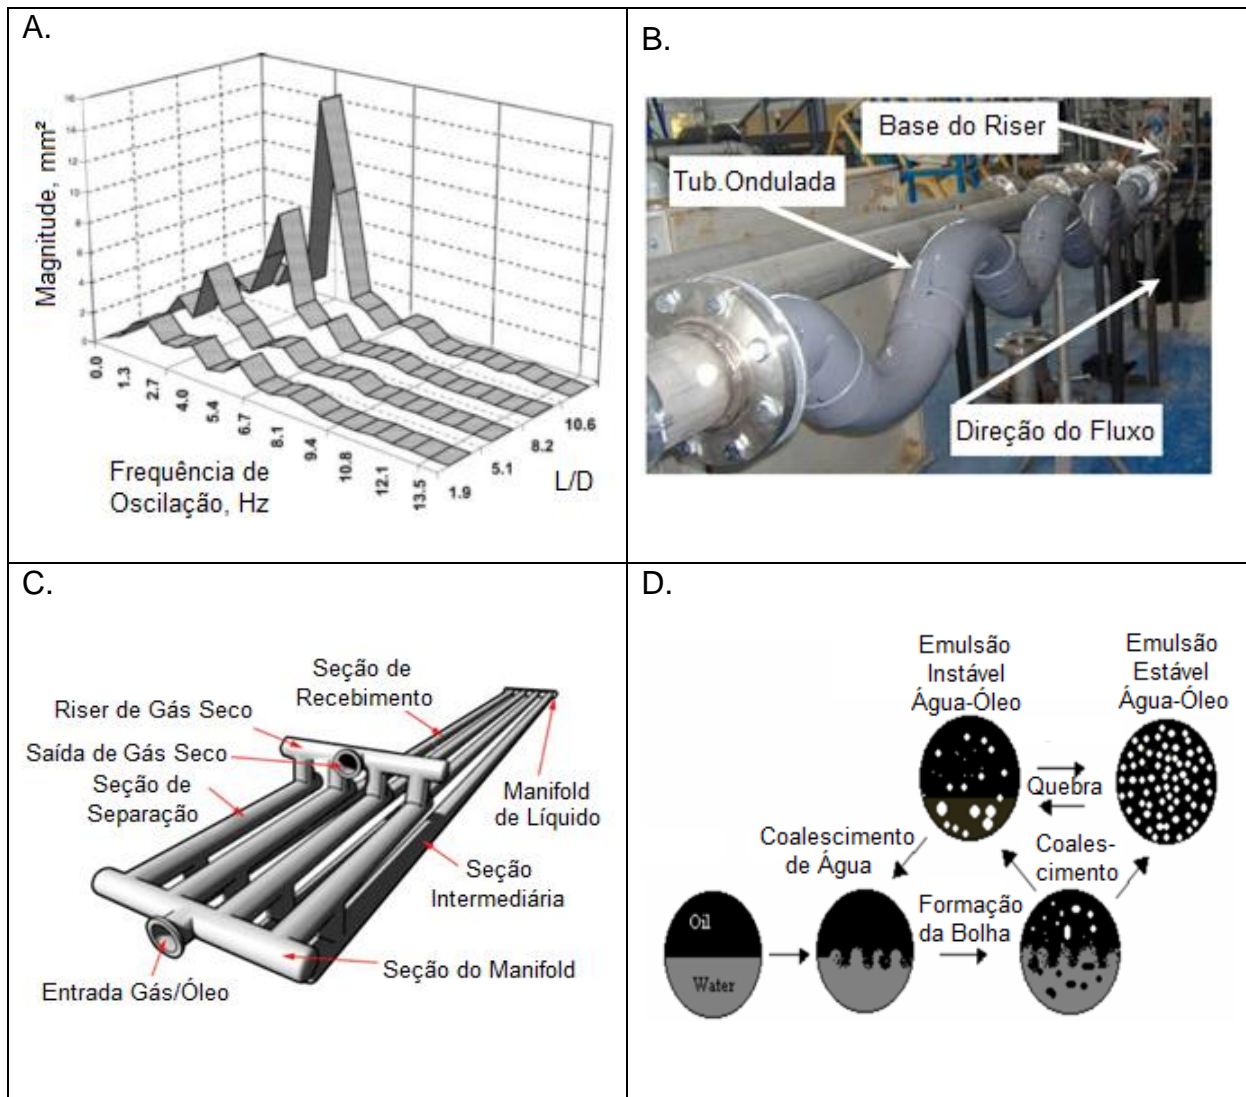 A.
Magnitude, mm²
16
14
12
10
8
6
4
2
0
0.0
1.3
2.7
4.0
5.4
6.7
8.1
9.4
10.8
12.1
13.5
1.9
5.1
8.2
10.6
L/D
Frequência de
Oscilação, Hz
B.
Base do Riser
Tub.Ondulada
Direção do Fluxo
C.
Seção de
Recebimento
Riser de Gás Seco
Saída de Gás Seco
Seção de
Separação
Manifold
de Líquido
Seção
Intermediária
Seção do Manifold
Entrada Gás/Óleo
D.
Emulsão
Instável
Água-Óleo
Emulsão
Estável
Água-Óleo
Quebra
Coalescimento
de Água
Coales-
cimento
Formação
da Bolha
Oil
Water